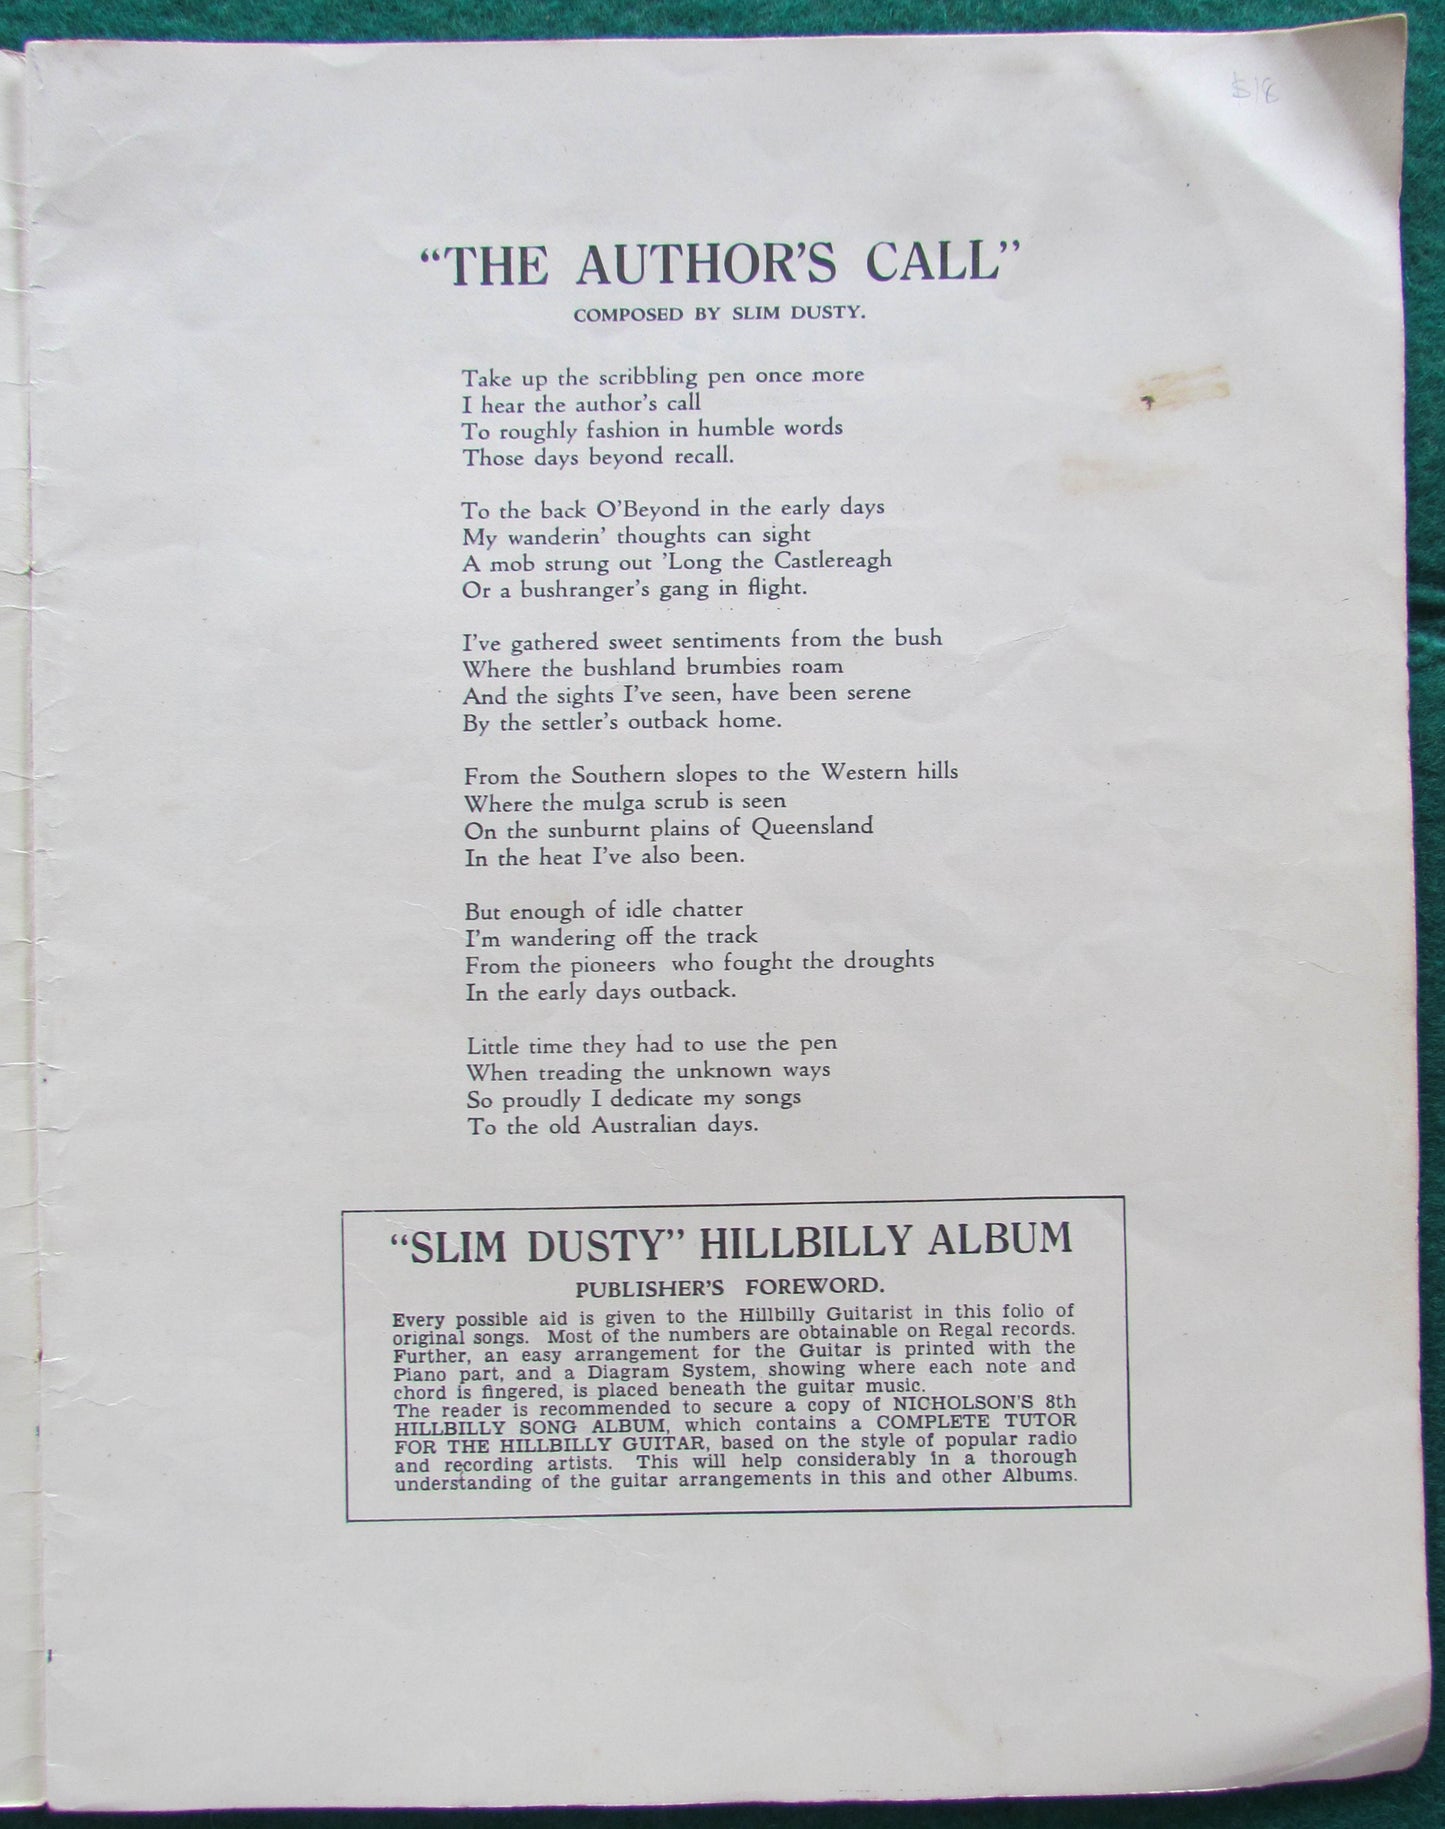 $18
“THE AUTHOR’S CALL”
COMPOSED BY SLIM DUSTY.
Take up the scribbling pen once more
I hear the author’s call
To roughly fashion in humble words
Those days beyond recall.
To the back O’Beyond in the early days
My wanderin’ thoughts can sight
A mob strung out ’Long the Castlereagh
Or a bushranger’s gang in flight.
I’ve gathered sweet sentiments from the bush
Where the bushland brumbies roam
And the sights I’ve seen, have been serene
By the settler’s outback home.
From the Southern slopes to the Western hills
Where the mulga scrub is seen
On the sunburnt plains of Queensland
In the heat I’ve also been.
But enough of idle chatter
I’m wandering off the track
From the pioneers who fought the droughts
In the early days outback.
Little time they had to use the pen
When treading the unknown ways
So proudly I dedicate my songs
To the old Australian days.
“SLIM DUSTY” HILLBILLY ALBUM
PUBLISHER’S FOREWORD.
Every possible aid is given to the Hillbilly Guitarist in this folio of
original songs. Most of the numbers are obtainable on Regal records.
Further, an easy arrangement for the Guitar is printed with the
Piano part, and a Diagram System, showing where each note and
chord is fingered, is placed beneath the guitar music.
The reader is recommended to secure a copy of NICHOLSON’S 8th
HILLBILLY SONG ALBUM, which contains a COMPLETE TUTOR
FOR THE HILLBILLY GUITAR, based on the style of popular radio
and recording artists. This will help considerably in a thorough
understanding of the guitar arrangements in this and other Albums.